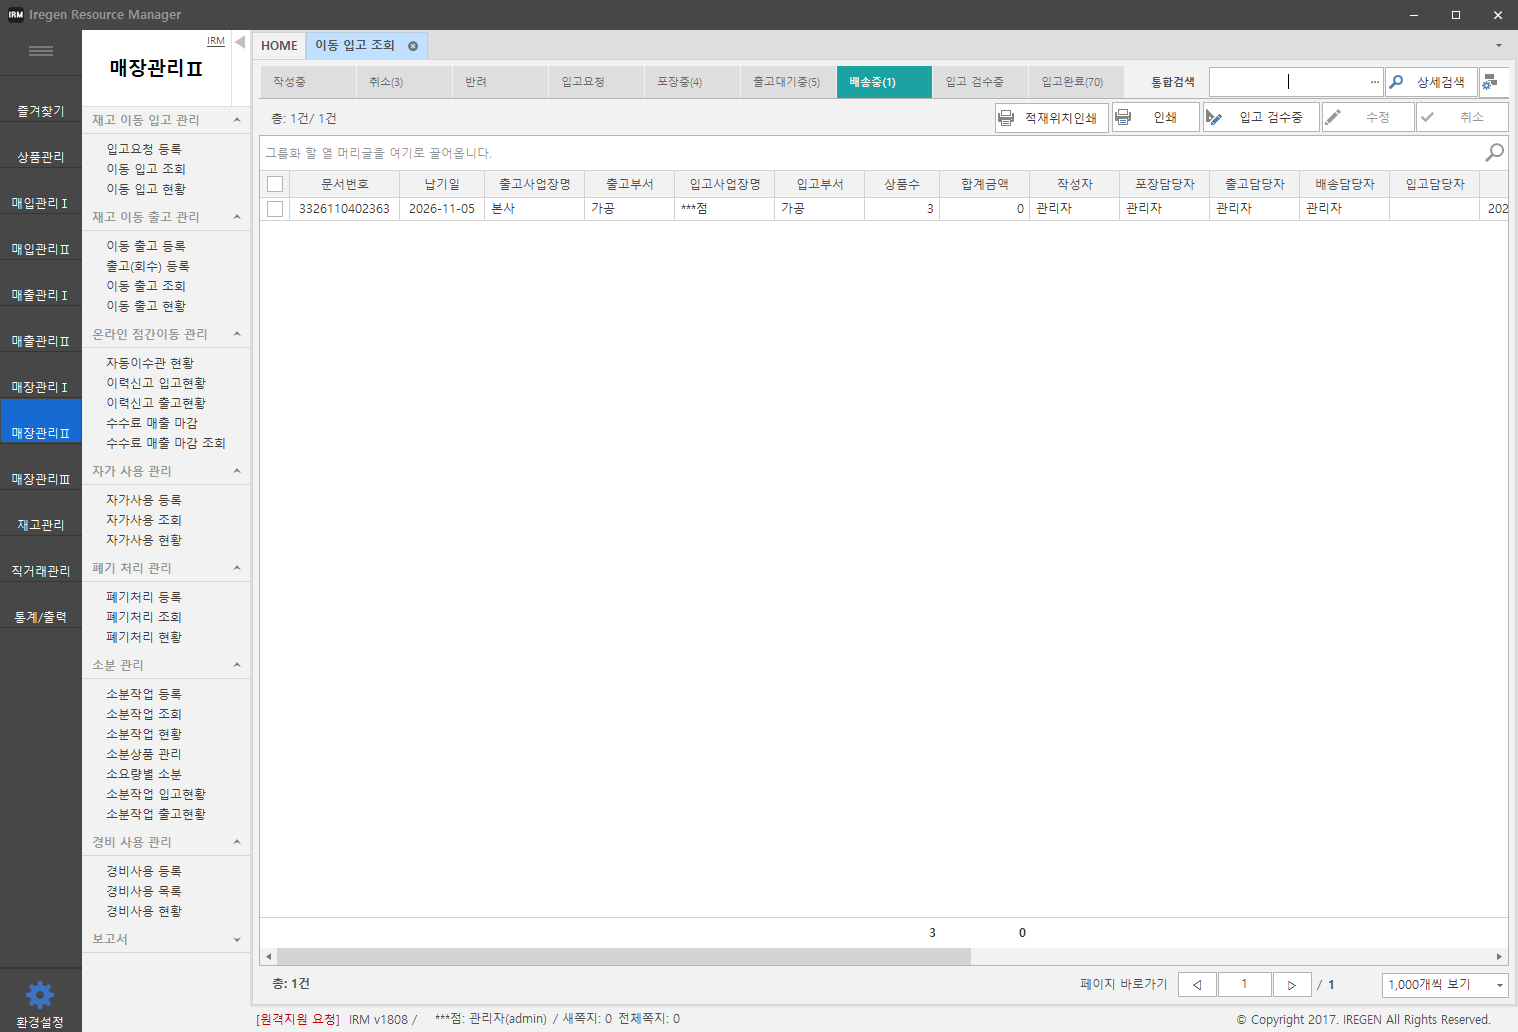 IRM Iregen Resource Manager
즐겨찾기
상품관리
매입관리Ⅰ
매입관리Ⅱ
매출관리Ⅰ
매출관리Ⅱ
매장관리Ⅰ
매장관리Ⅱ
매장관리Ⅲ
재고관리
직거래관리
통계/출력
환경설정
IRM
매장관리Ⅱ
재고 이동 입고 관리
입고요청 등록
이동 입고 조회
이동 입고 현황
재고 이동 출고 관리
이동 출고 등록
출고(회수) 등록
이동 출고 조회
이동 출고 현황
온라인 점간이동 관리
자동이수관 현황
이력신고 입고현황
이력신고 출고현황
수수료 매출 마감
수수료 매출 마감 조회
자가 사용 관리
자가사용 등록
자가사용 조회
자가사용 현황
폐기 처리 관리
폐기처리 등록
폐기처리 조회
폐기처리 현황
소분 관리
소분작업 등록
소분작업 조회
소분작업 현황
소분상품 관리
소요량별 소분
소분작업 입고현황
소분작업 출고현황
경비 사용 관리
경비사용 등록
경비사용 목록
경비사용 현황
보고서
HOME 이동 입고 조회
작성중 취소(3) 반려 입고요청 포장중(4) 출고대기중(5) 배송중(1) 입고 검수중 입고완료(70) 통합검색 ... 상세검색
총: 1건/ 1건 적재위치인쇄 인쇄 입고 검수중 수정 취소
그룹화 할 열 머리글을 여기로 끌어옵니다.
문서번호 납기일 출고사업장명 출고부서 입고사업장명 입고부서 상품수 합계금액 작성자 포장담당자 출고담당자 배송담당자 입고담당자
3326110402363 2026-11-05 본사 가공 ***점 가공 3 0 관리자 관리자 관리자 관리자 202
3 0
총: 1건 페이지 바로가기 1 / 1 1,000개씩 보기
[원격지원 요청] IRM v1808 / ***점: 관리자(admin) / 새쪽지: 0 전체쪽지: 0 © Copyright 2017. IREGEN All Rights Reserved.